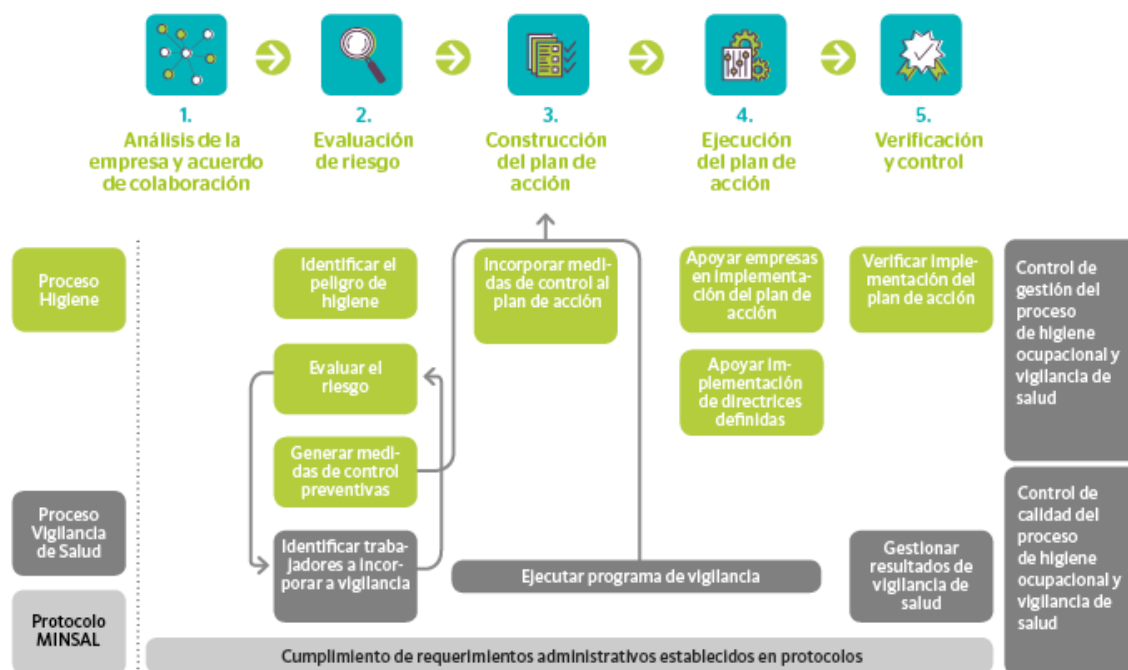 1.
Análisis de la
empresa y acuerdo
de colaboración
2.
Evaluación
de riesgo
3.
Construcción
del plan de
acción
4.
Ejecución
del plan de
acción
5.
Verificación
y control
Proceso
Higiene
Identificar el
peligro de
higiene
Incorporar medi-
das de control al
plan de acción
Apoyar empresas
en implementa-
ción del plan de
acción
Verificar imple-
mentación del
plan de acción
Control de
gestión del
proceso
de higiene
ocupacional y
vigilancia de
salud
Evaluar el
riesgo
Apoyar im-
plementación
de directrices
definidas
Generar medi-
das de control
preventivas
Proceso
Vigilancia
de Salud
Identificar traba-
jadores a incor-
porar a vigilancia
Ejecutar programa de vigilancia
Gestionar
resultados de
vigilancia de
salud
Control de
calidad del
proceso
de higiene
ocupacional y
vigilancia de
salud
Protocolo
MINSAL
Cumplimiento de requerimientos administrativos establecidos en protocolos